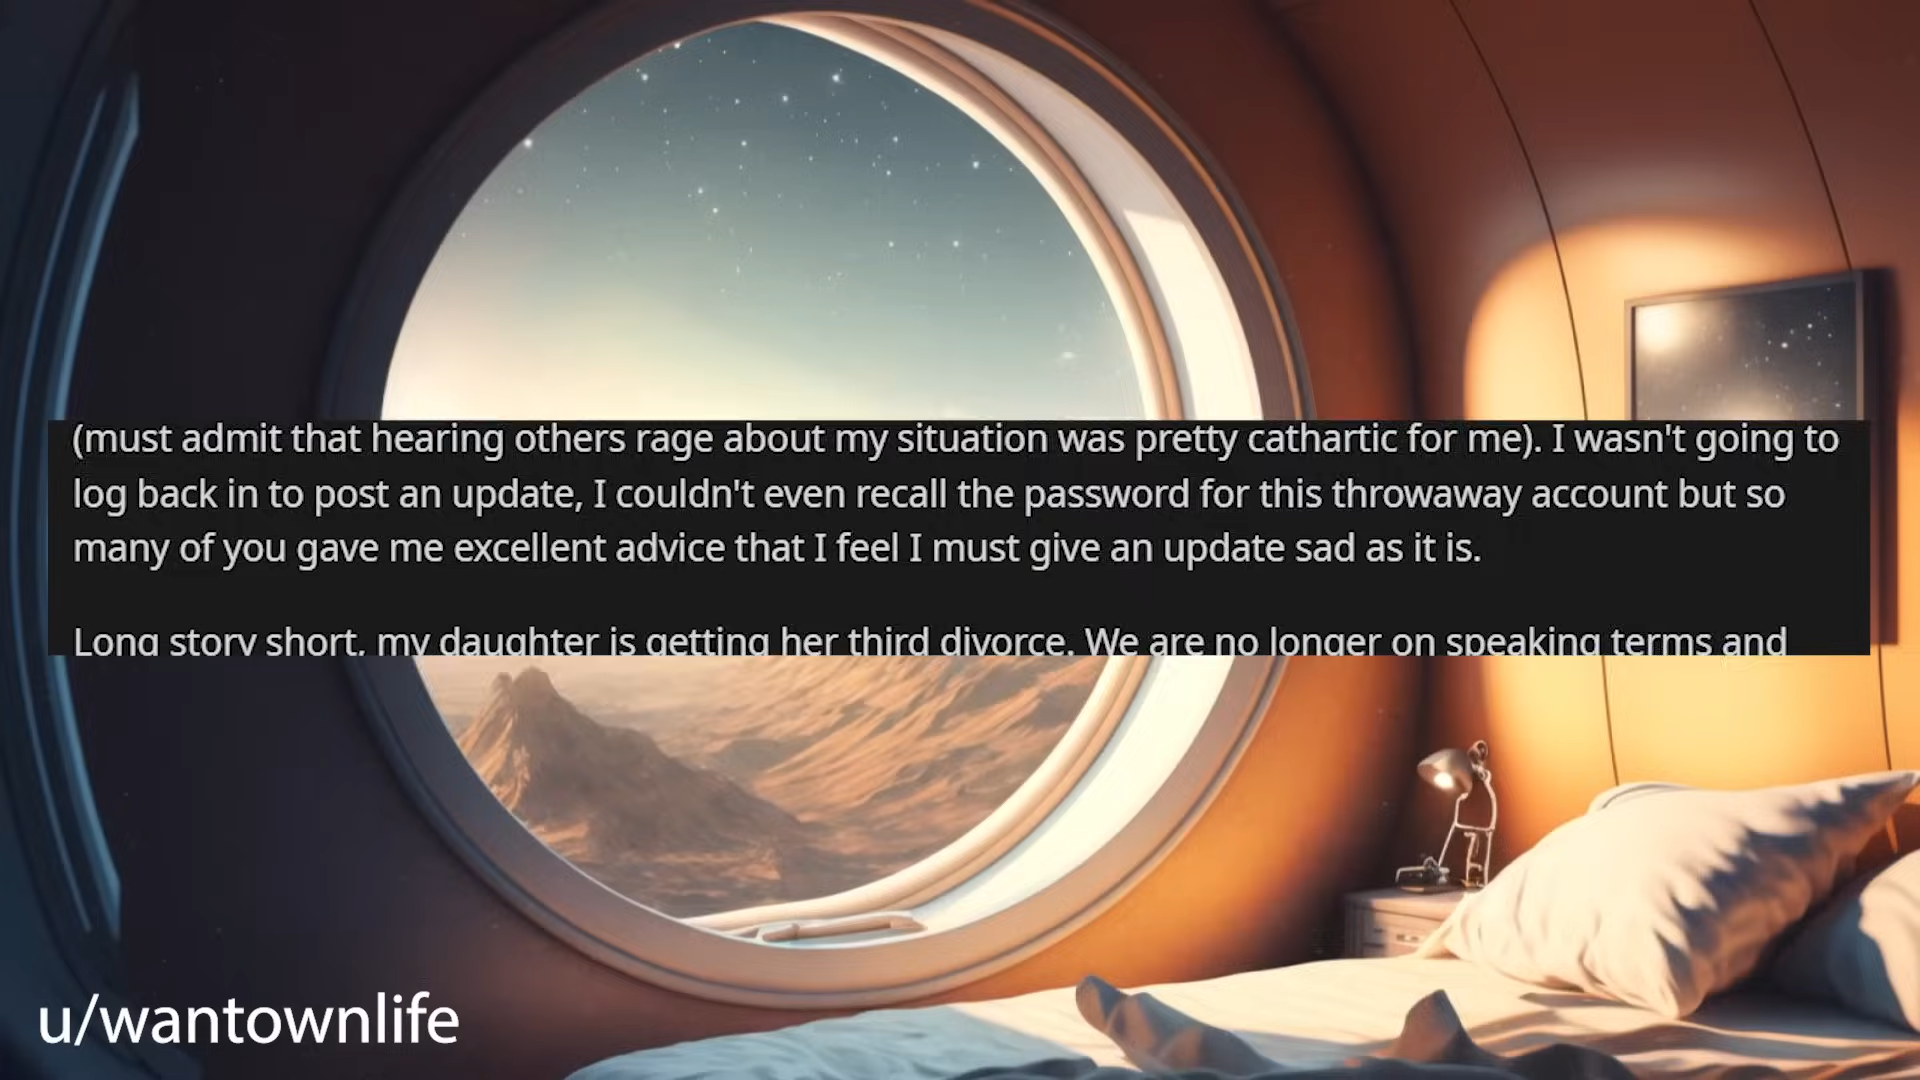 (must admit that hearing others rage about my situation was pretty cathartic for me). I wasn't going to
log back in to post an update, I couldn't even recall the password for this throwaway account but so
many of you gave me excellent advice that I feel I must give an update sad as it is.
Long story short, my daughter is getting her third divorce. We are no longer on speaking terms and
u/wantownlife